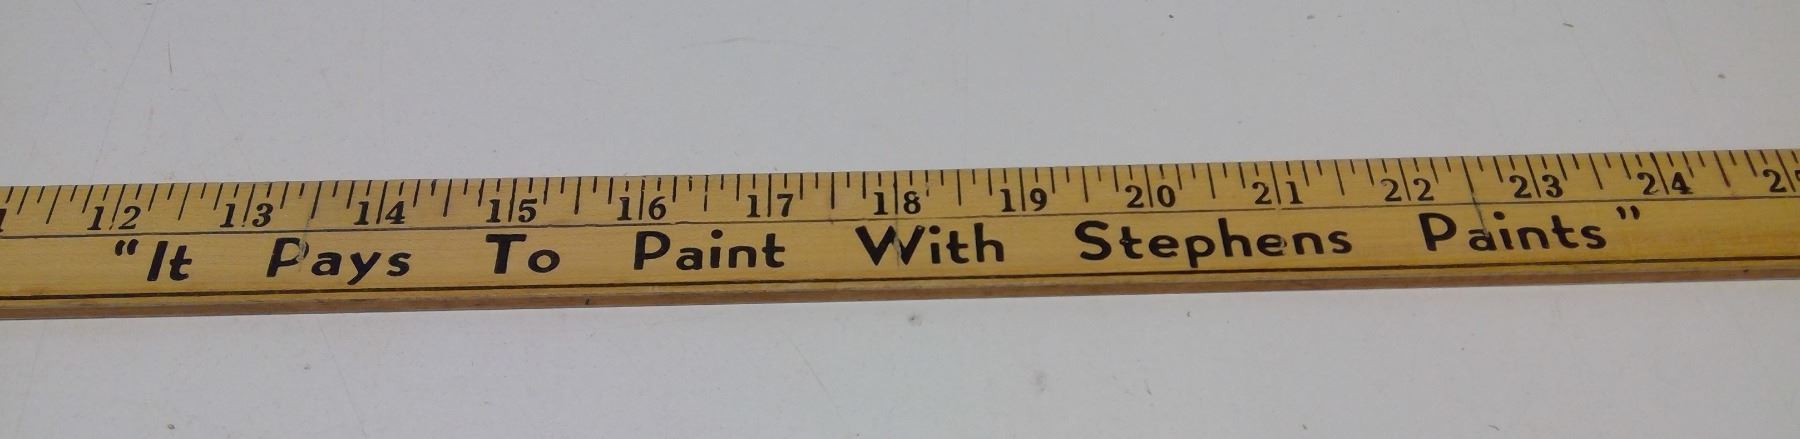 12 13 14 15 16 17 18 19 20 21 22 23 24
"It Pays To Paint With Stephens Paints"